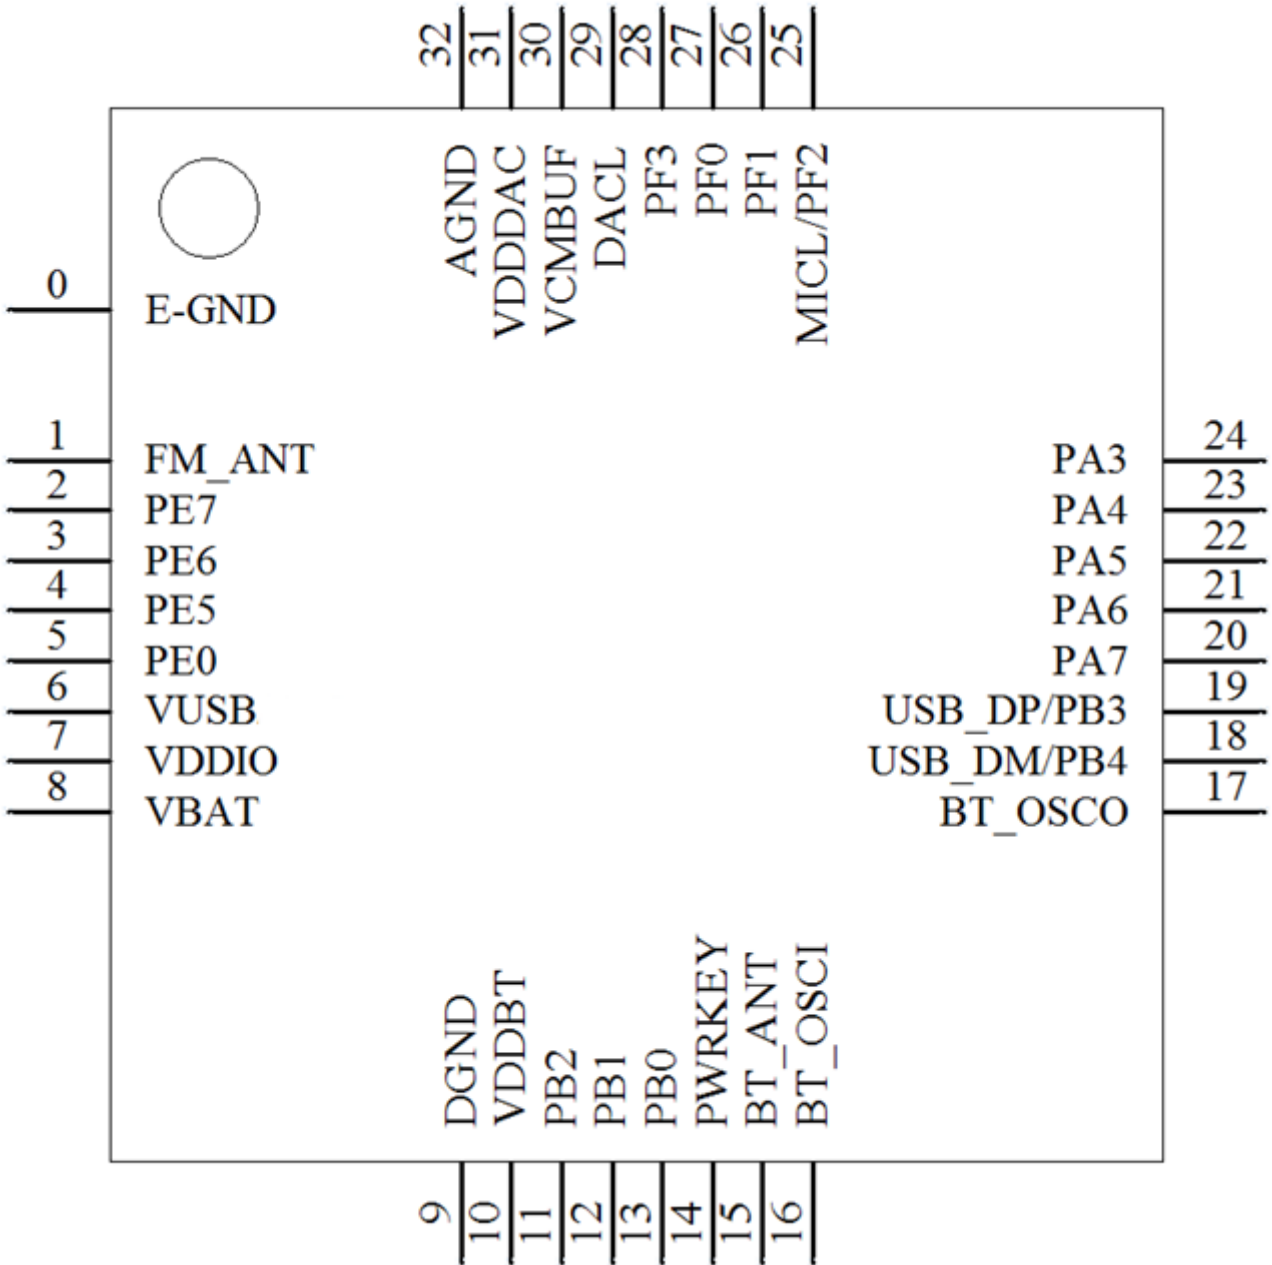 32 31 30 29 28 27 26 25
AGND VDDDAC VCMBUF DACL PF3 PF0 PF1 MICL/PF2
0 E-GND
1 FM_ANT
2 PE7
3 PE6
4 PE5
5 PE0
6 VUSB
7 VDDIO
8 VBAT
PA3 24
PA4 23
PA5 22
PA6 21
PA7 20
USB_DP/PB3 19
USB_DM/PB4 18
BT_OSCO 17
DGND VDDBT PB2 PB1 PB0 PWRKEY BT_ANT BT_OSCI
9 10 11 12 13 14 15 16